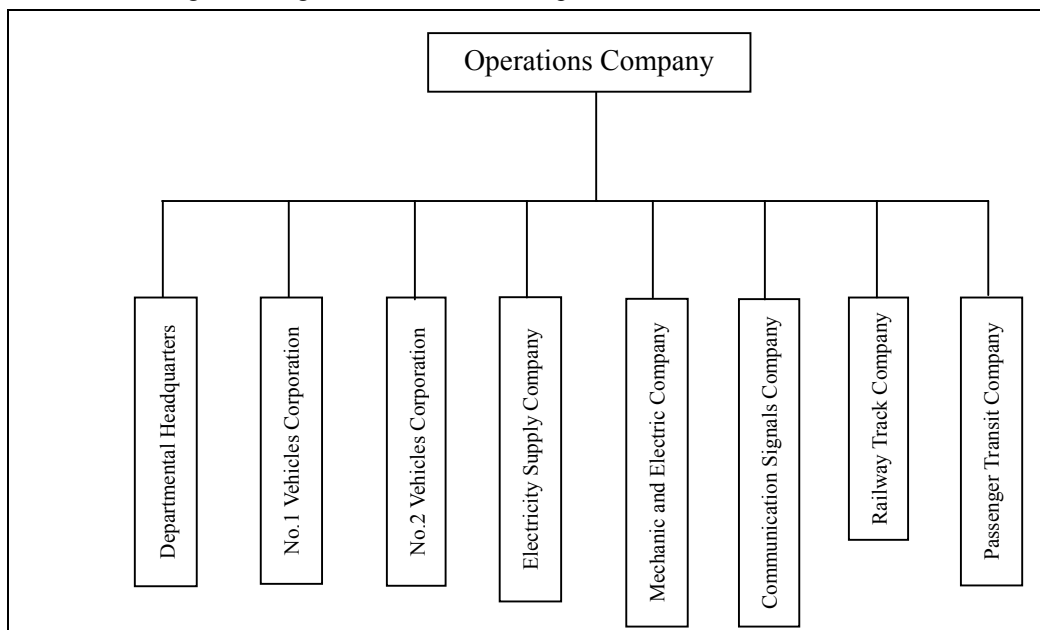 Operations Company
Departmental Headquarters
No.1 Vehicles Corporation
No.2 Vehicles Corporation
Electricity Supply Company
Mechanic and Electric Company
Communication Signals Company
Railway Track Company
Passenger Transit Company